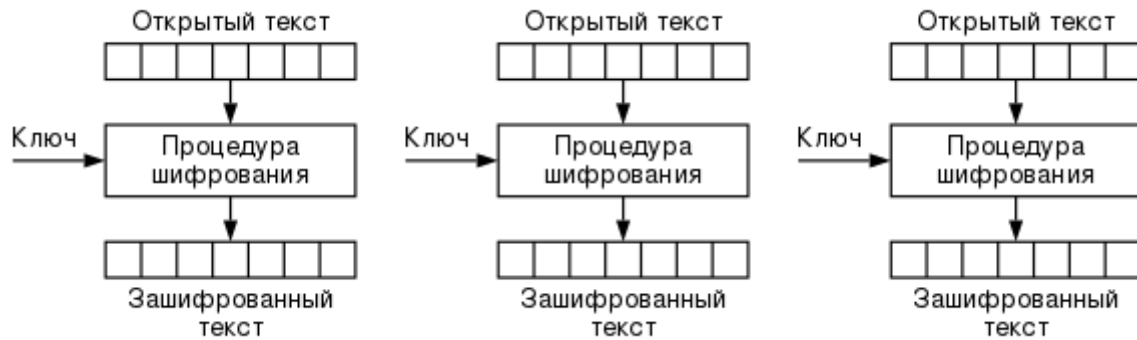 Открытый текст
Ключ
Процедура
шифрования
Зашифрованный
текст
Открытый текст
Ключ
Процедура
шифрования
Зашифрованный
текст
Открытый текст
Ключ
Процедура
шифрования
Зашифрованный
текст